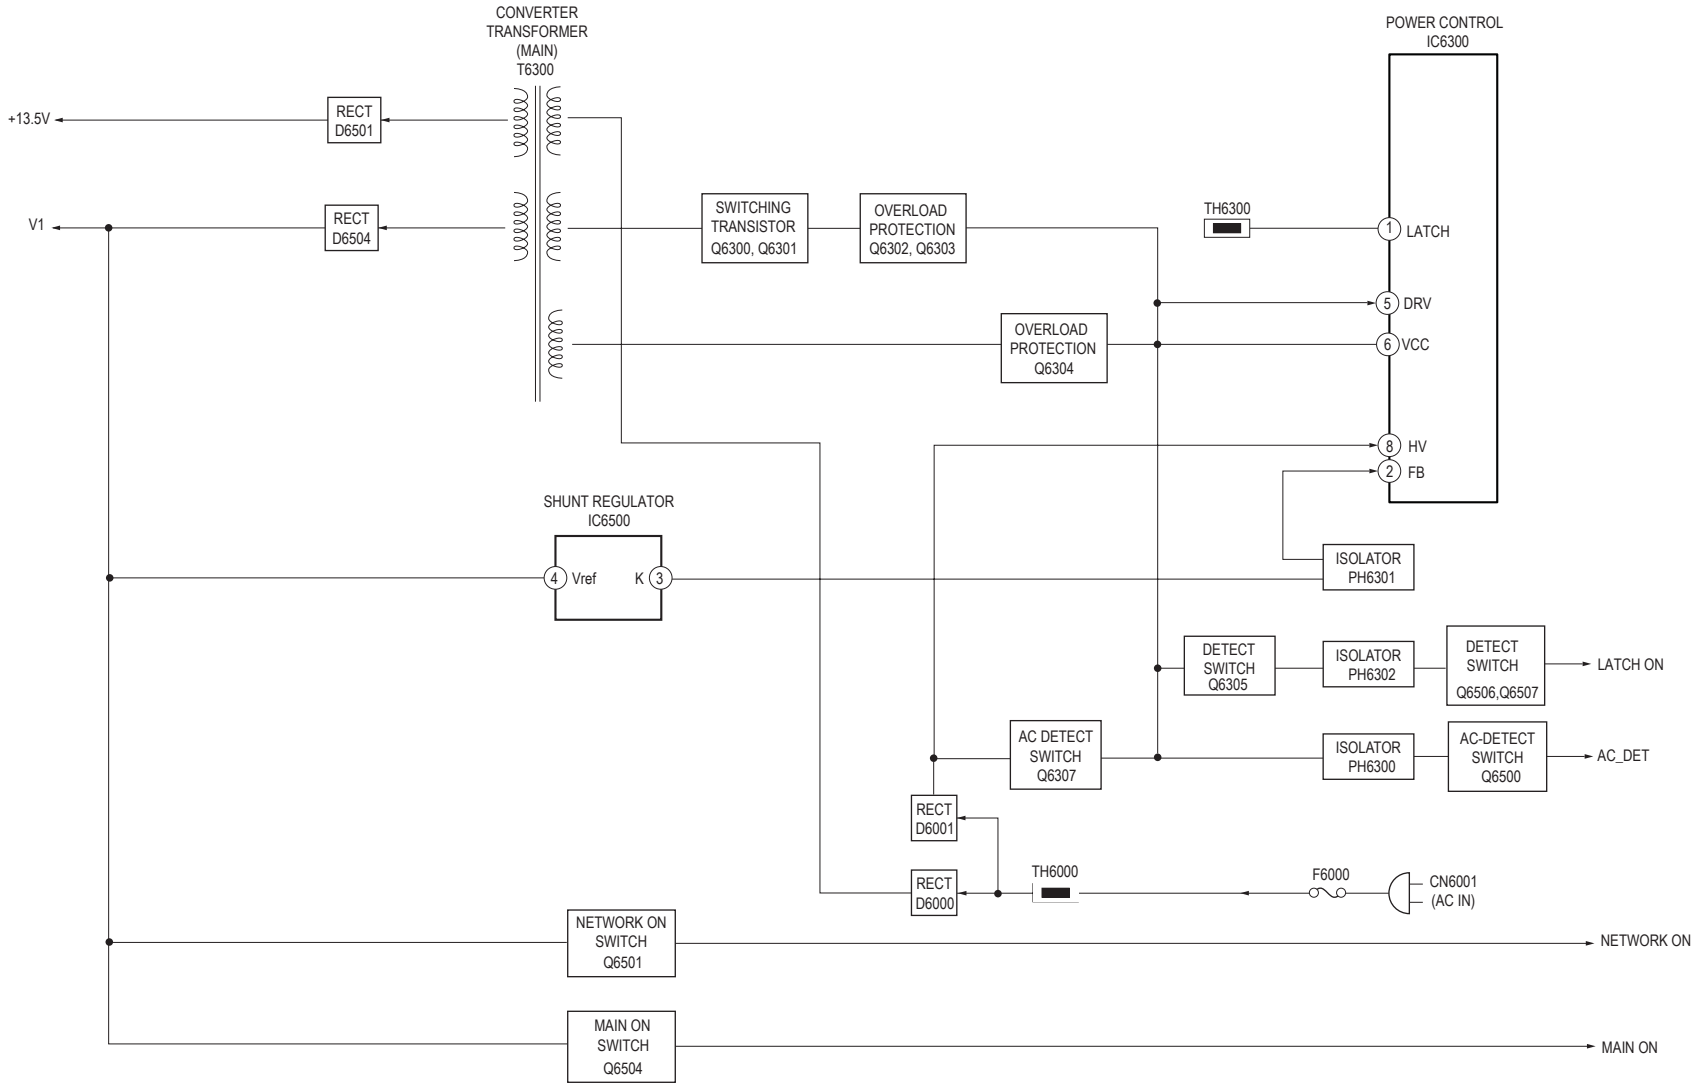 CONVERTER
TRANSFORMER
(MAIN)
T6300
POWER CONTROL
IC6300
+13.5V
RECT
D6501
V1
RECT
D6504
SWITCHING
TRANSISTOR
Q6300, Q6301
OVERLOAD
PROTECTION
Q6302, Q6303
TH6300
1 LATCH
5 DRV
OVERLOAD
PROTECTION
Q6304
6 VCC
8 HV
2 FB
SHUNT REGULATOR
IC6500
4 Vref K 3
ISOLATOR
PH6301
DETECT
SWITCH
Q6305
ISOLATOR
PH6302
DETECT
SWITCH
Q6506,Q6507
LATCH ON
AC DETECT
SWITCH
Q6307
ISOLATOR
PH6300
AC-DETECT
SWITCH
Q6500
AC_DET
RECT
D6001
RECT
D6000
TH6000
F6000
CN6001
(AC IN)
NETWORK ON
SWITCH
Q6501
NETWORK ON
MAIN ON
SWITCH
Q6504
MAIN ON